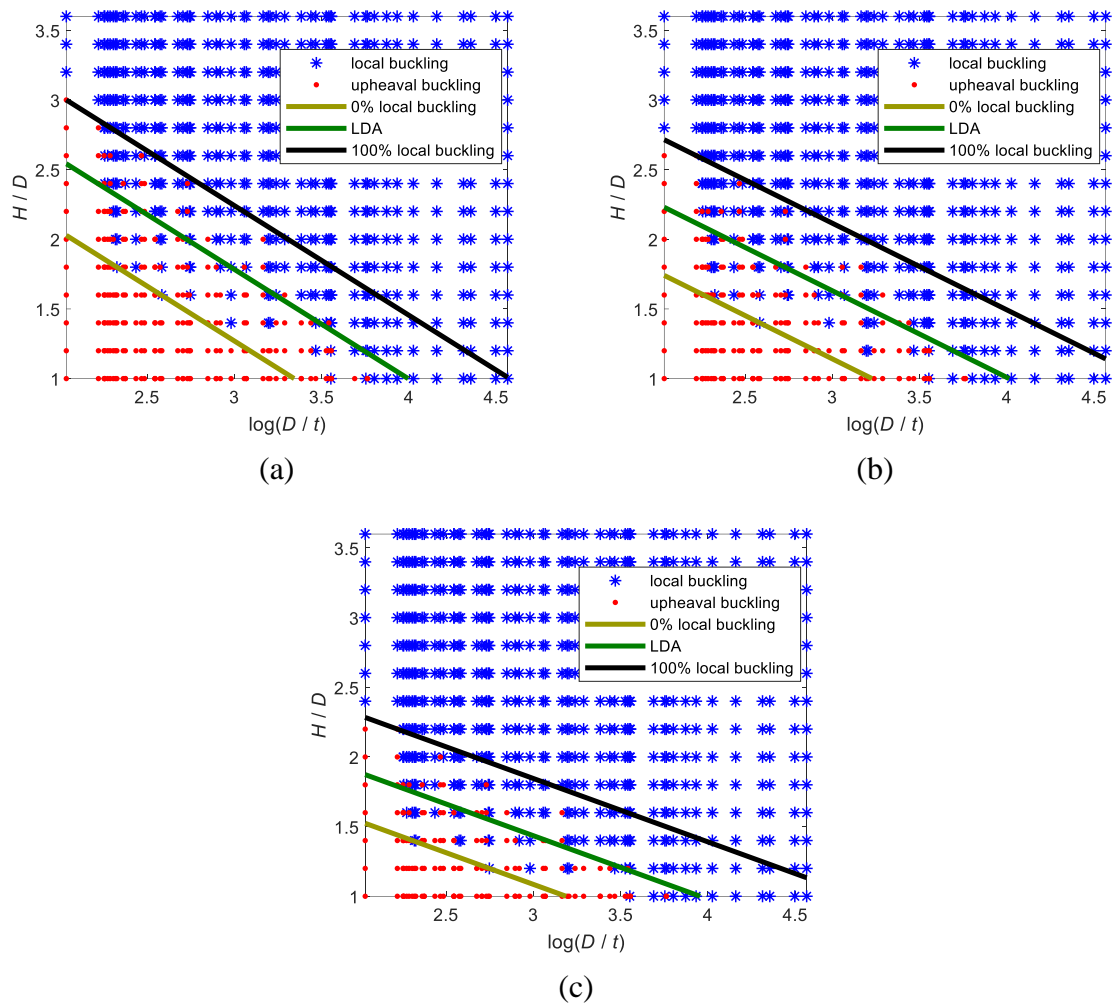 3.5
3
2.5
2
1.5
1
H / D
2.5 3 3.5 4 4.5
log(D / t)
local buckling
upheaval buckling
0% local buckling
LDA
100% local buckling
(a)
3.5
3
2.5
2
1.5
1
H / D
2.5 3 3.5 4 4.5
log(D / t)
local buckling
upheaval buckling
0% local buckling
LDA
100% local buckling
(b)
3.5
3
2.5
2
1.5
1
H / D
2.5 3 3.5 4 4.5
log(D / t)
local buckling
upheaval buckling
0% local buckling
LDA
100% local buckling
(c)